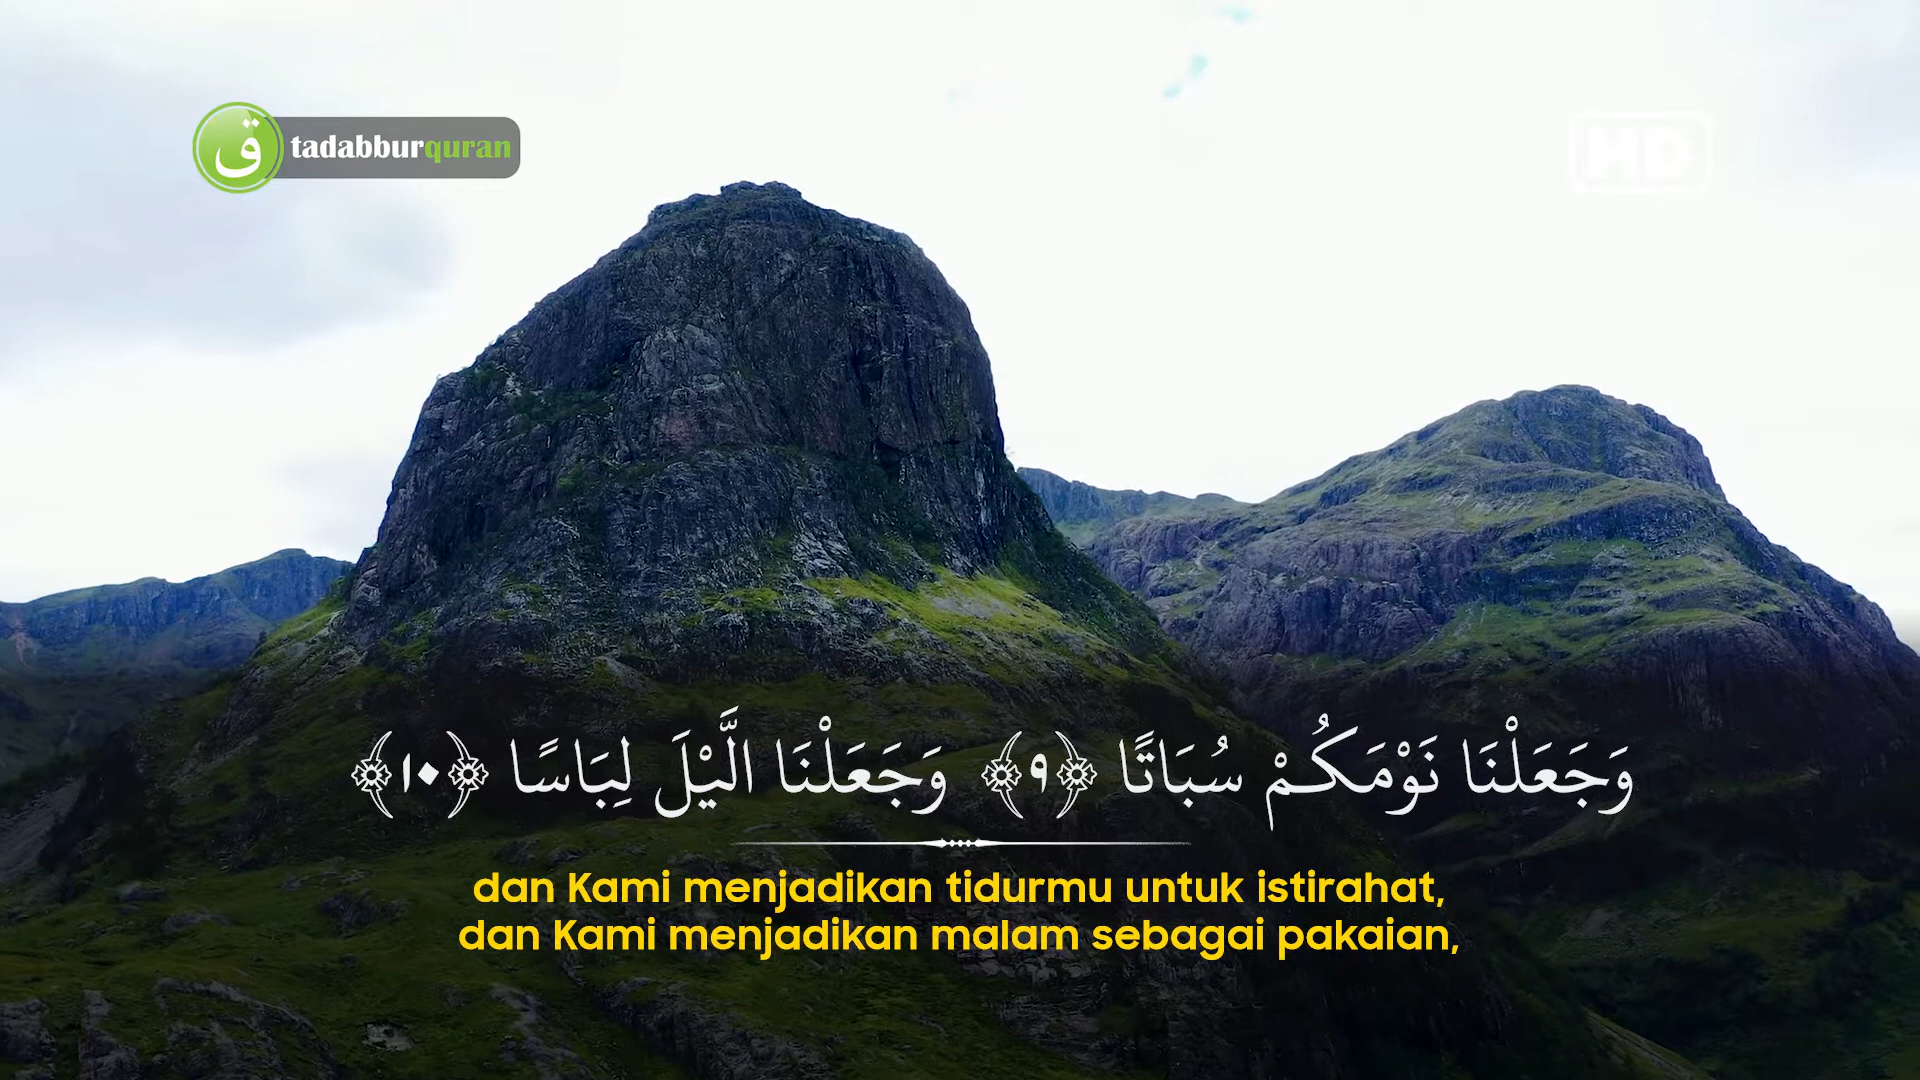 tadabburquran
HD
وَجَعَلْنَا نَوْمَكُمْ سُبَاتًا ﴿٩﴾ وَجَعَلْنَا الَّيْلَ لِبَاسًا ﴿١٠﴾
dan Kami menjadikan tidurmu untuk istirahat,
dan Kami menjadikan malam sebagai pakaian,